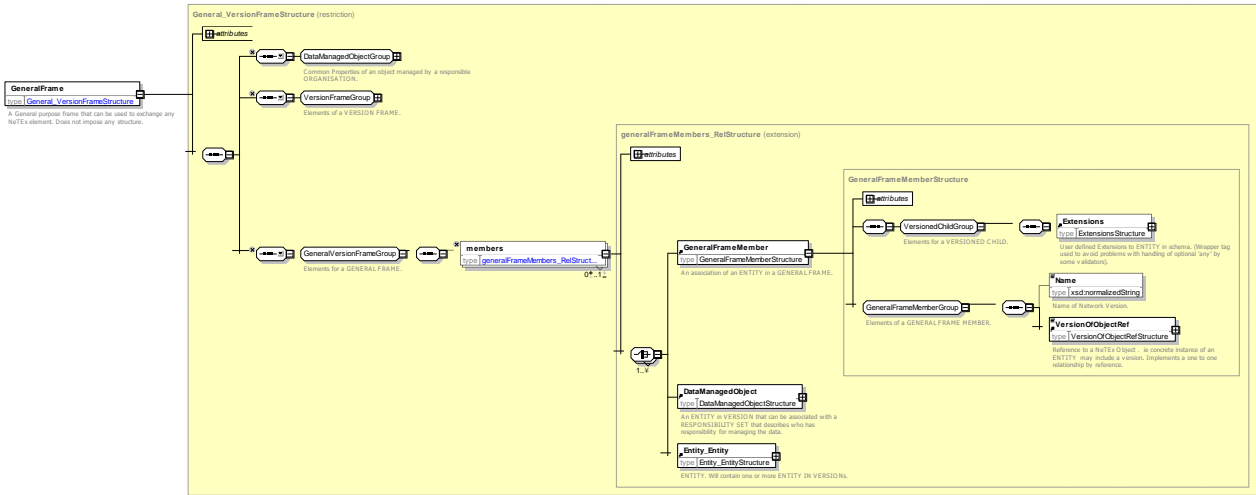 General_VersionFrameStructure (restriction)
attributes
DataManagedObjectGroup
Common Properties of an object managed by a responsible
ORGANISATION.
GeneralFrame
type General_VersionFrameStructure
A General purpose frame that can be used to exchange any
NeTEx element. Does not impose any structure.
VersionFrameGroup
Elements of a VERSION FRAME.
generalFrameMembers_RelStructure (extension)
attributes
GeneralFrameMemberStructure
attributes
VersionedChildGroup
Elements for a VERSIONED CHILD.
Extensions
type ExtensionsStructure
User defined Extensions to ENTITY in schema. (Wrapper tag
used to avoid problems with handling of optional 'any' by
some validators).
GeneralVersionFrameGroup
Elements for a GENERAL FRAME.
members
type generalFrameMembers_RelStruct...
0..1
GeneralFrameMember
type GeneralFrameMemberStructure
An association of an ENTITY in a GENERAL FRAME.
Name
type xsd:normalizedString
Name of Network Version.
GeneralFrameMemberGroup
Elements of a GENERAL FRAME MEMBER.
VersionOfObjectRef
type VersionOfObjectRefStructure
Reference to a NeTEx Object . is concrete instance of an
ENTITY may include a version. Implements a one to one
relationship by reference.
1..¥
DataManagedObject
type DataManagedObjectStructure
An ENTITY in VERSION that can be associated with a
RESPONSIBILITY SET that describes who has
responsibility for managing the data.
Entity_Entity
type Entity_EntityStructure
ENTITY. Will contain one or more ENTITY IN VERSIONs.